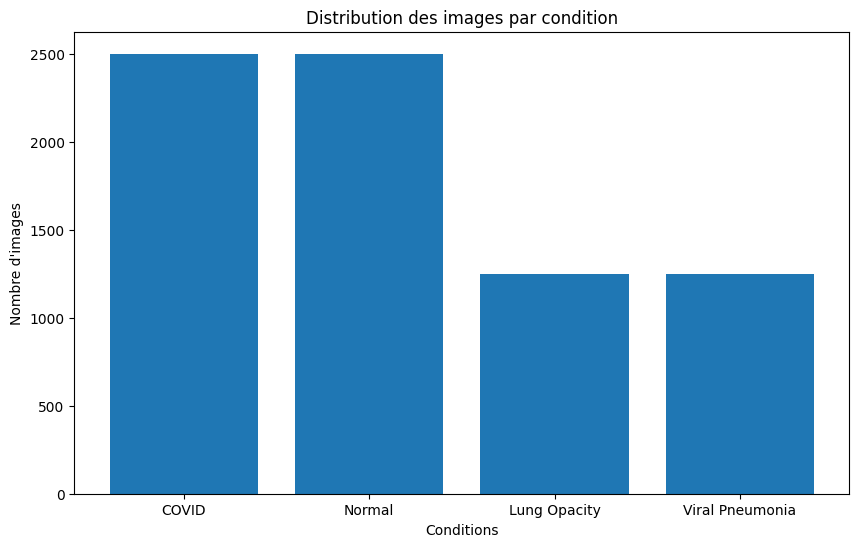 Distribution des images par condition
2500
2000
1500
1000
500
0
Nombre d'images
COVID
Normal
Lung Opacity
Viral Pneumonia
Conditions